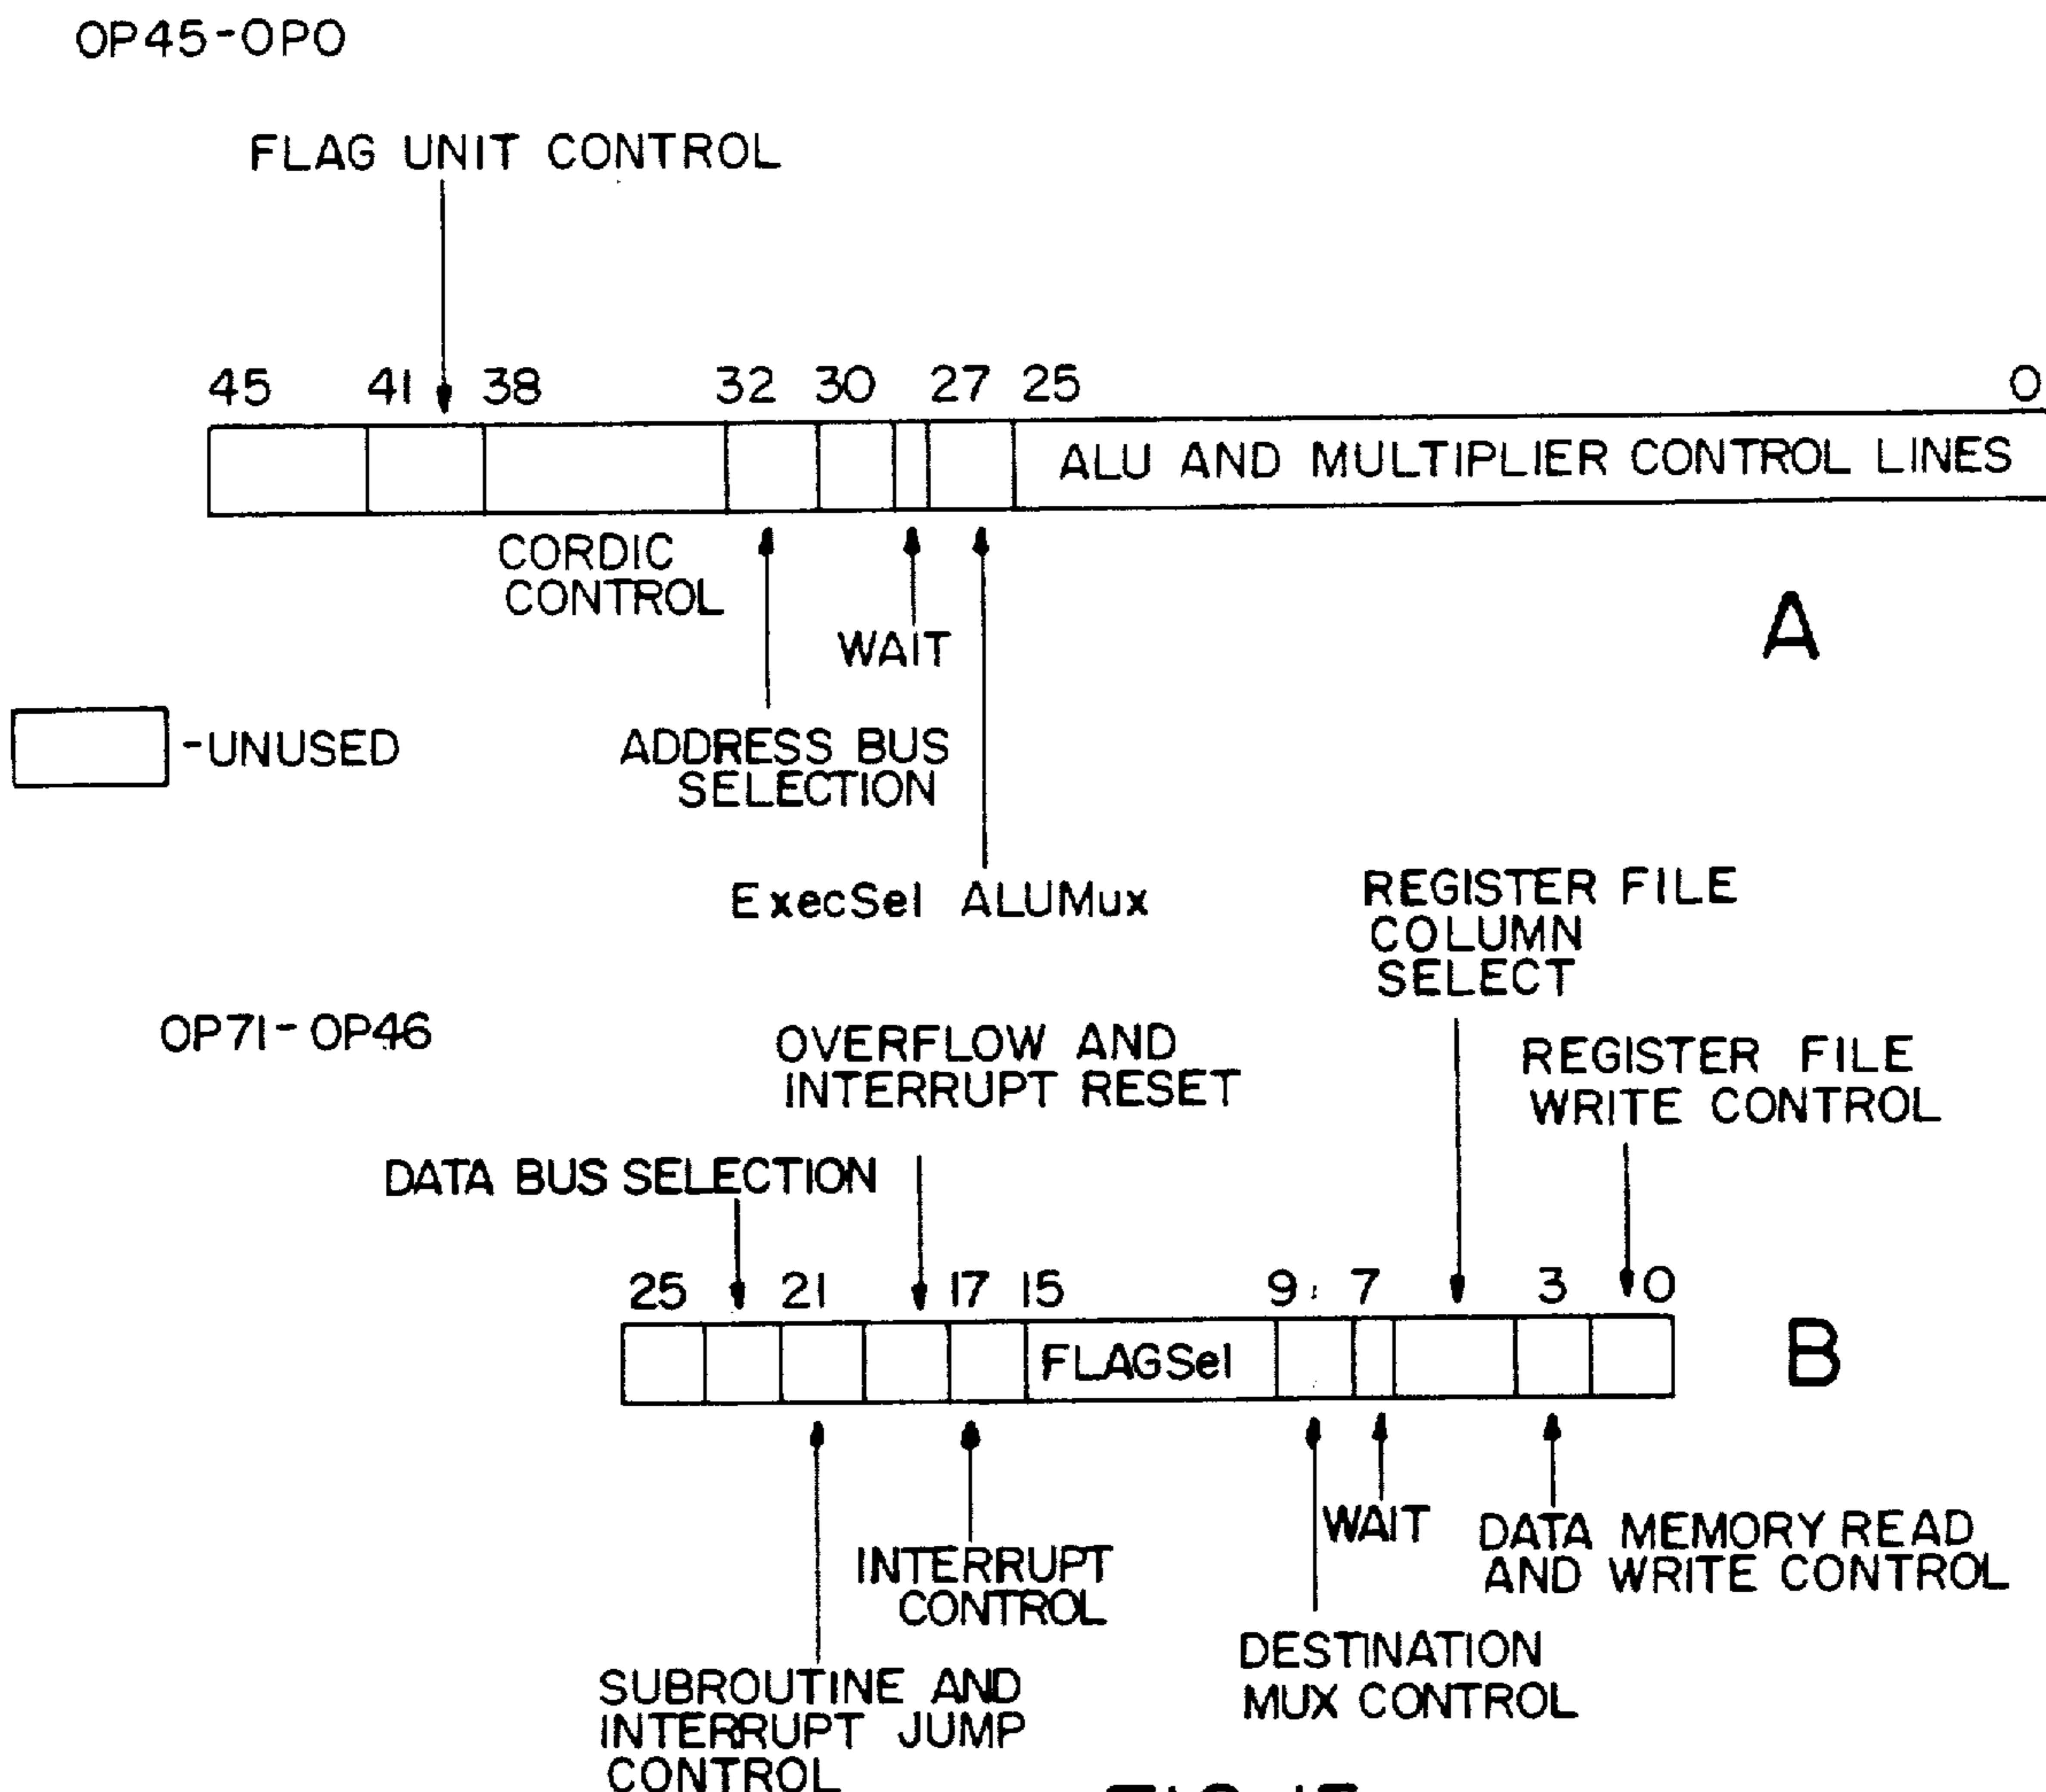 OP45-OP0
FLAG UNIT CONTROL
45 41 38 32 30 27 25 0
ALU AND MULTIPLIER CONTROL LINES
CORDIC
CONTROL
WAIT
A
-UNUSED
ADDRESS BUS
SELECTION
ExecSel ALUMux
REGISTER FILE
COLUMN
SELECT
OP71-OP46
OVERFLOW AND
INTERRUPT RESET
REGISTER FILE
WRITE CONTROL
DATA BUS SELECTION
25 21 17 15 9 7 3 0
FLAGSel
B
WAIT
DATA MEMORY READ
AND WRITE CONTROL
INTERRUPT
CONTROL
DESTINATION
MUX CONTROL
SUBROUTINE AND
INTERRUPT JUMP
CONTROL